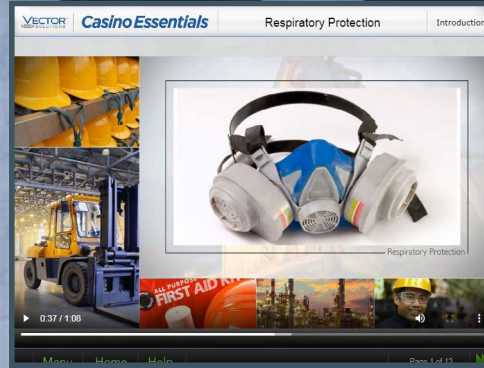 VECTOR
SOLUTIONS
Casino Essentials
Respiratory Protection
Introduction
Respiratory Protection
ALL PURPOSE
FIRST AID KIT
0:37 / 1:08
Menu
Home
Help
Page 1 of 12